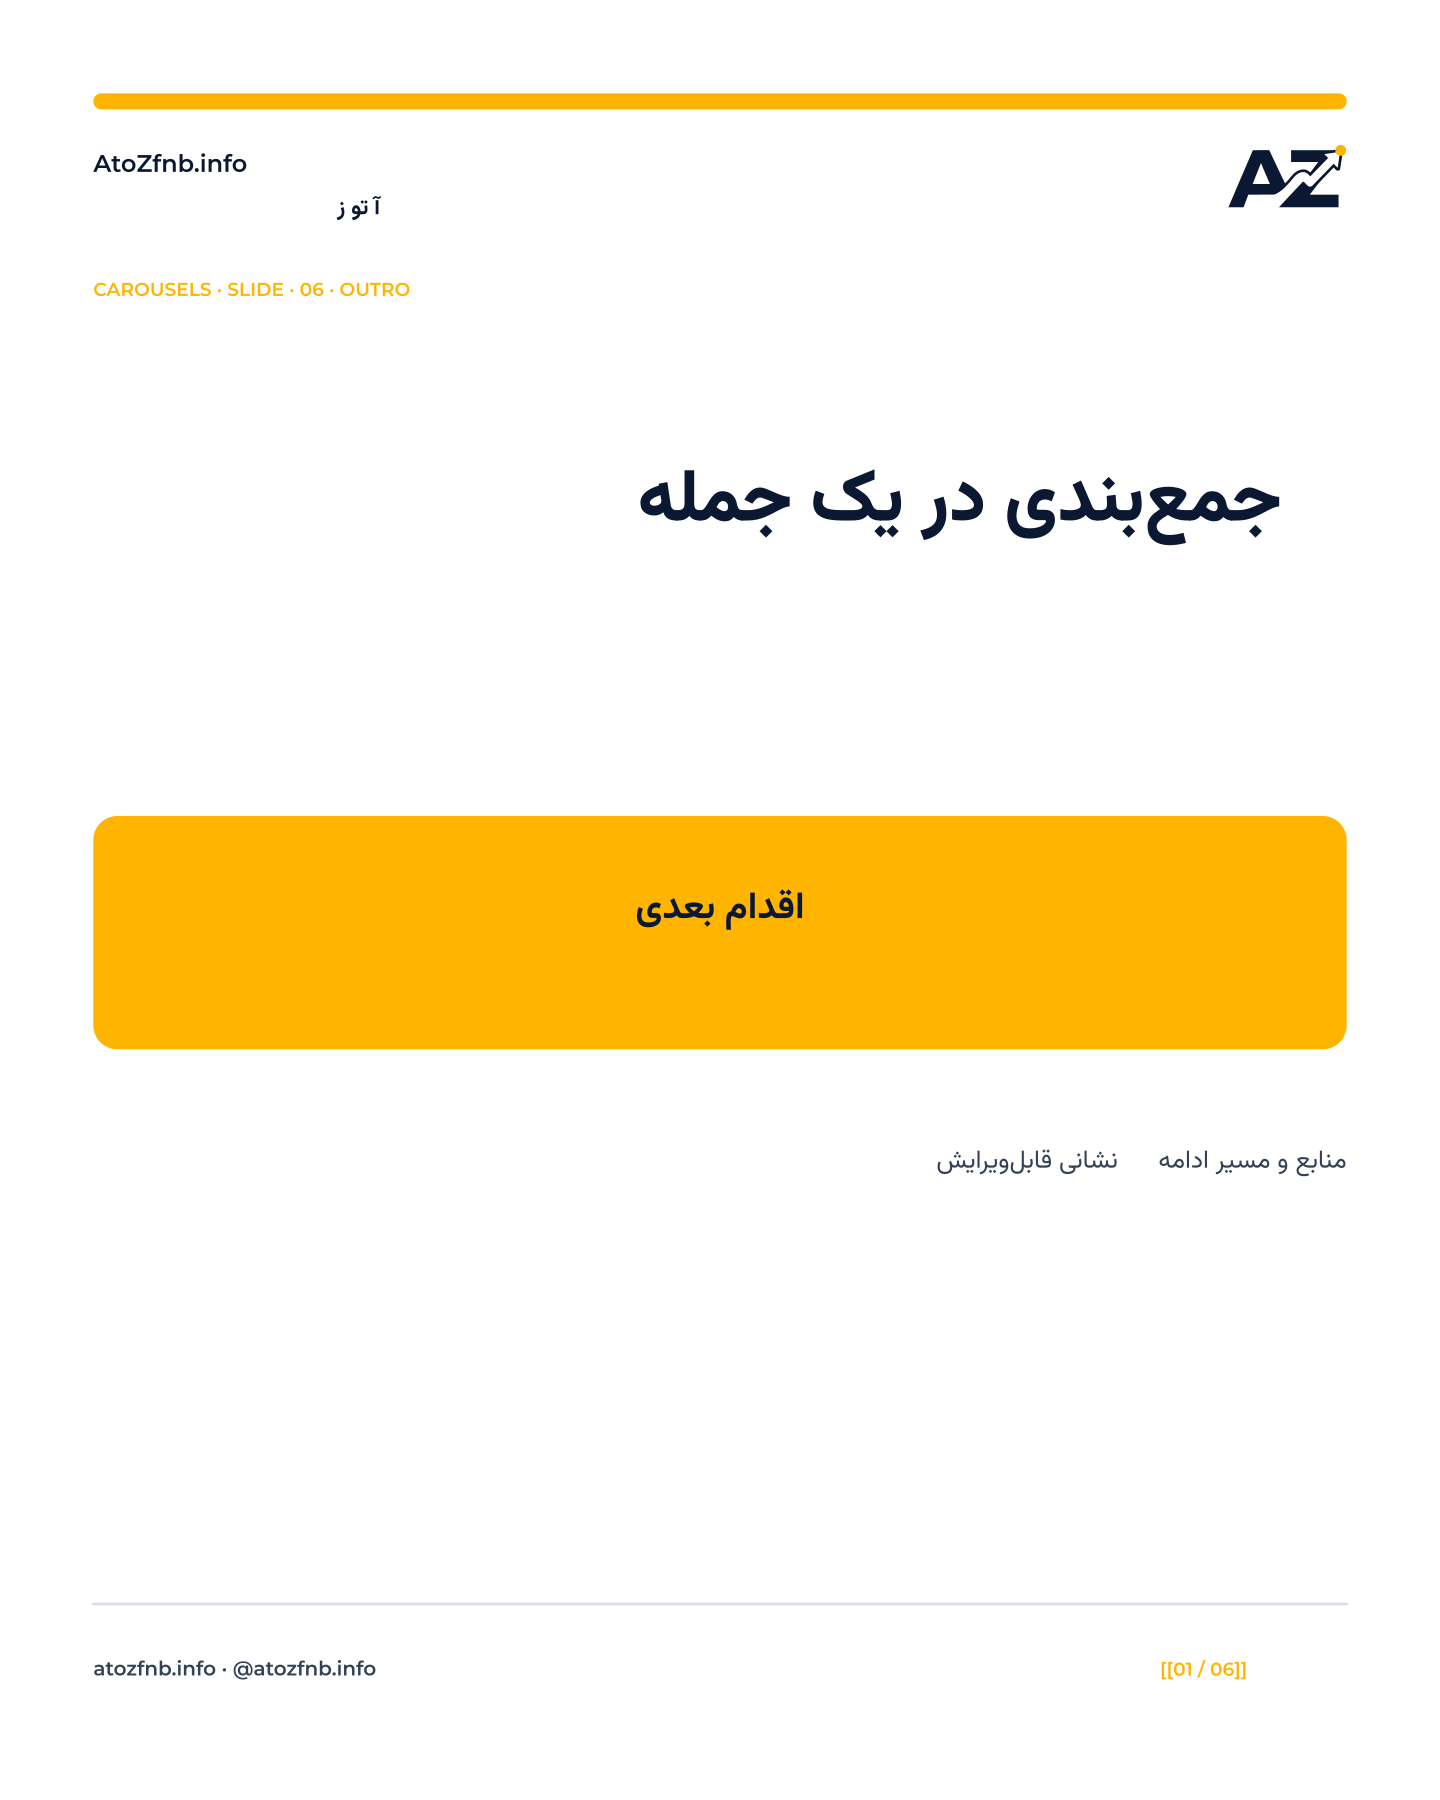 AtoZfnb.info
AZ
آ تو ز
CAROUSELS · SLIDE · 06 · OUTRO
جمع‌بندی در یک جمله
اقدام بعدی
منابع و مسیر ادامه نشانی قابل‌ویرایش
atozfnb.info · @atozfnb.info
[[01 / 06]]